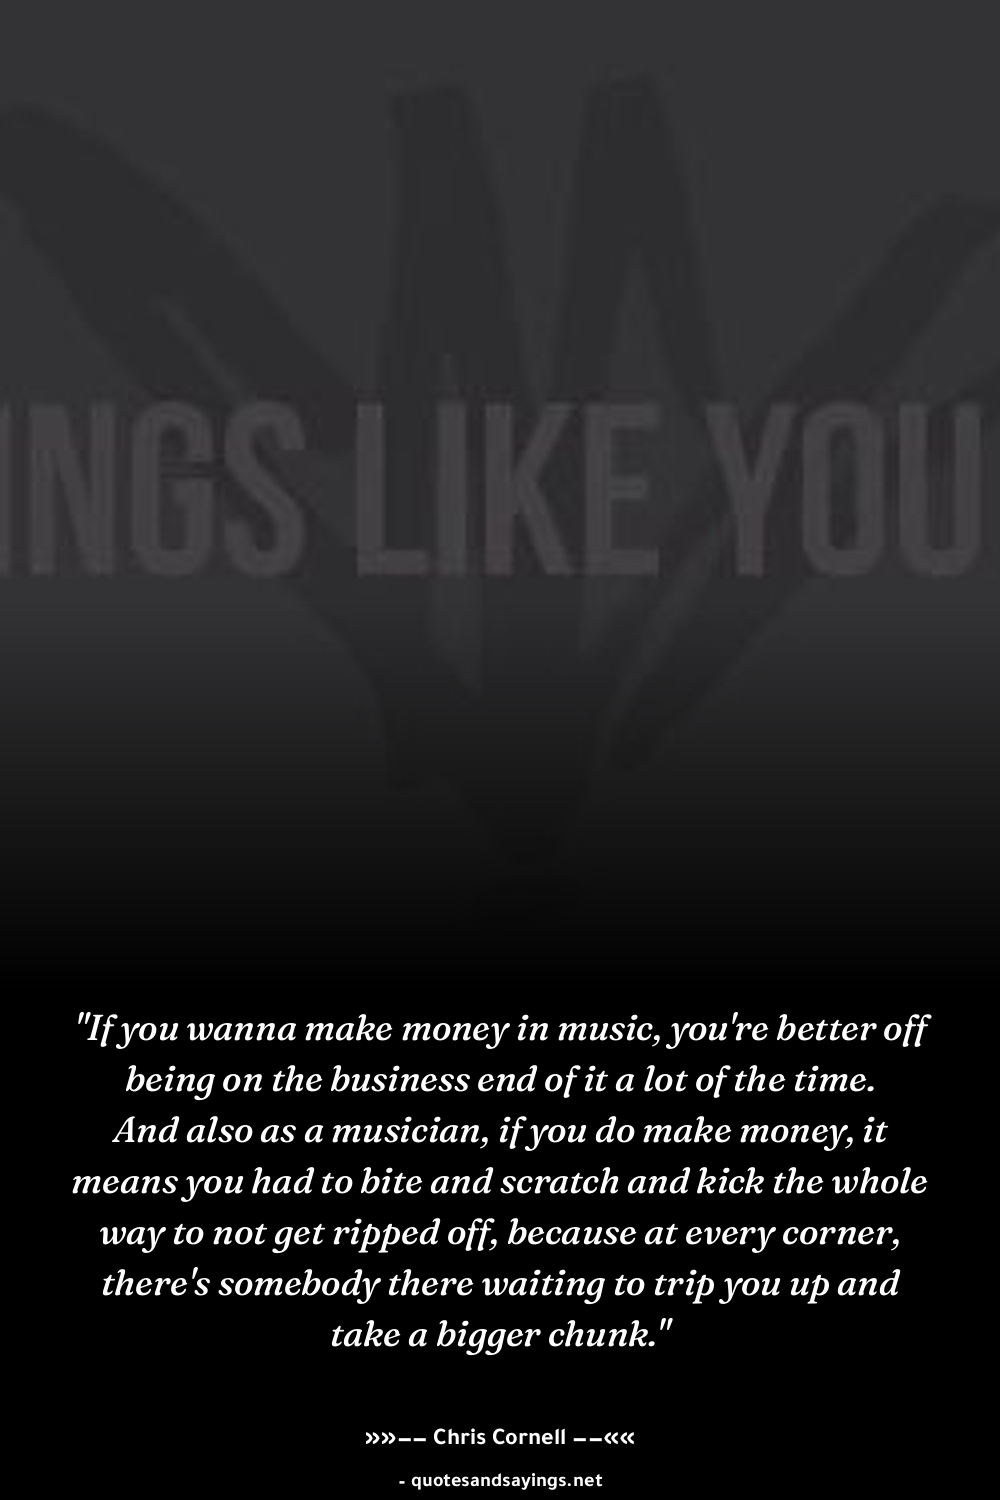 INGS LIKE YOU
"If you wanna make money in music, you're better off
being on the business end of it a lot of the time.
And also as a musician, if you do make money, it
means you had to bite and scratch and kick the whole
way to not get ripped off, because at every corner,
there's somebody there waiting to trip you up and
take a bigger chunk."
»»−− Chris Cornell −−««
- quotesandsayings.net